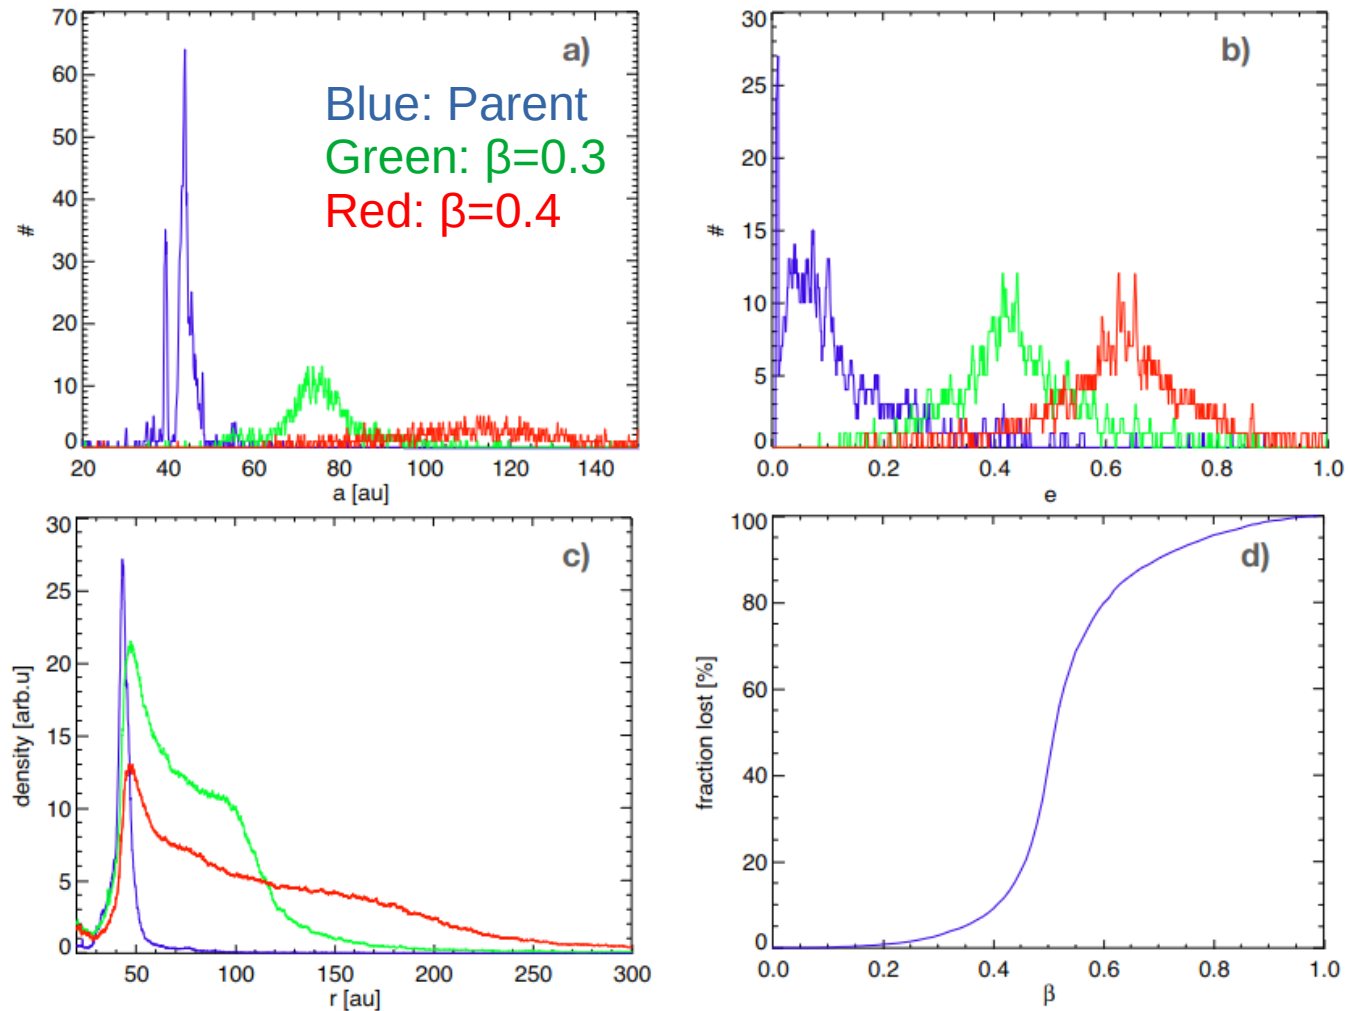 70
60
50
40
30
20
10
0
#
20 40 60 80 100 120 140
a [au]
a)
Blue: Parent
Green: β=0.3
Red: β=0.4
30
25
20
15
10
5
0
#
0.0 0.2 0.4 0.6 0.8 1.0
e
b)
30
25
20
15
10
5
0
density [arb.u]
50 100 150 200 250 300
r [au]
c)
100
80
60
40
20
0
fraction lost [%]
0.0 0.2 0.4 0.6 0.8 1.0
β
d)